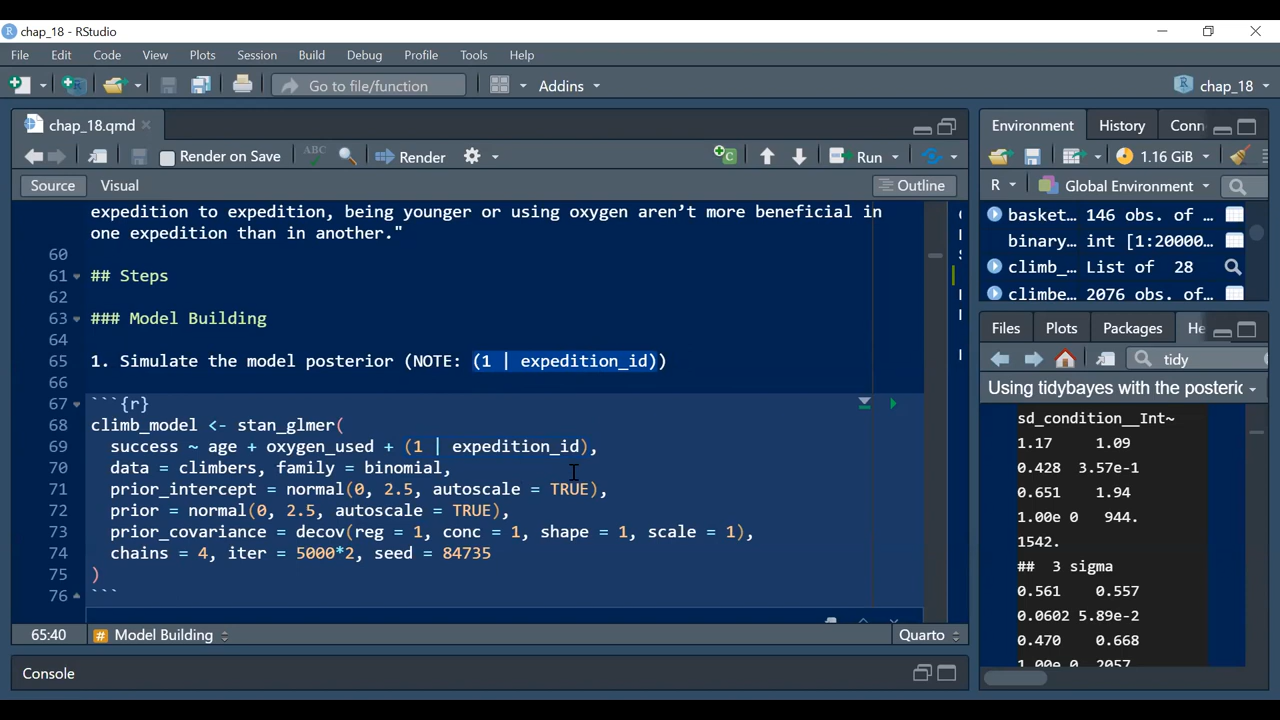 chap_18 - RStudio
File Edit Code View Plots Session Build Debug Profile Tools Help
Go to file/function Addins chap_18
chap_18.qmd
Render on Save ABC Render Run
Source Visual Outline
expedition to expedition, being younger or using oxygen aren’t more beneficial in
one expedition than in another."
60
61 ## Steps
62
63 ### Model Building
64
65 1. Simulate the model posterior (NOTE: (1 | expedition_id))
66
67 ```{r}
68 climb_model <- stan_glmer(
69 success ~ age + oxygen_used + (1 | expedition_id),
70 data = climbers, family = binomial,
71 prior_intercept = normal(0, 2.5, autoscale = TRUE),
72 prior = normal(0, 2.5, autoscale = TRUE),
73 prior_covariance = decov(reg = 1, conc = 1, shape = 1, scale = 1),
74 chains = 4, iter = 5000*2, seed = 84735
75 )
76 ```
65:40 # Model Building Quarto
Console
Environment History Conn
1.16 GiB
R Global Environment
basket… 146 obs. of …
binary… int [1:20000…
climb_… List of 28
climbe… 2076 obs. of…
Files Plots Packages He
tidy
Using tidybayes with the posteric
sd_condition__Int~
1.17 1.09
0.428 3.57e-1
0.651 1.94
1.00e 0 944.
1542.
## 3 sigma
0.561 0.557
0.0602 5.89e-2
0.470 0.668
1.00e 0 2057